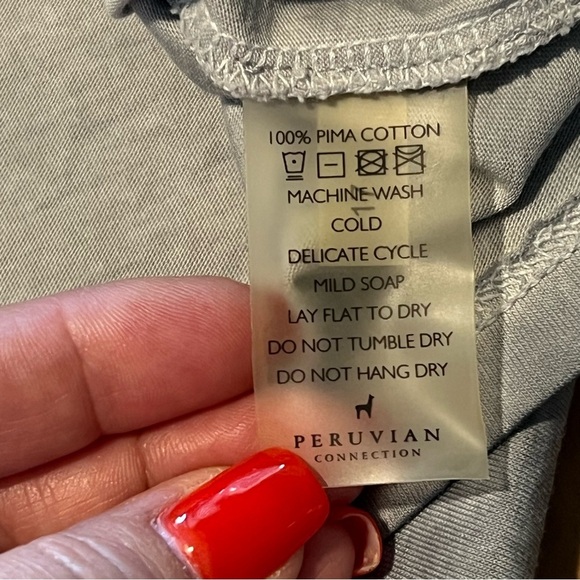 100% PIMA COTTON
MACHINE WASH
COLD
DELICATE CYCLE
MILD SOAP
LAY FLAT TO DRY
DO NOT TUMBLE DRY
DO NOT HANG DRY
PERUVIAN
CONNECTION